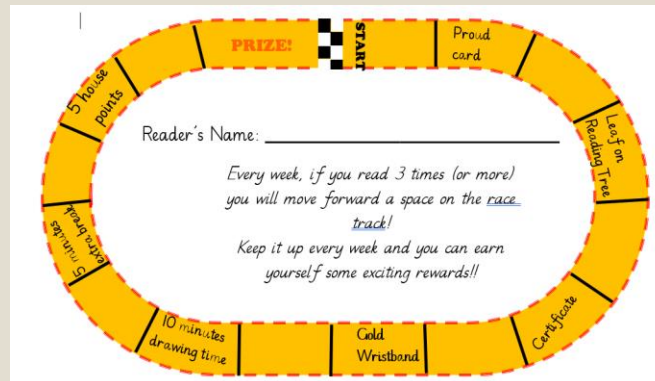 START
Proud
card
Leaf on
Reading Tree
Certificate
Gold
Wristband
10 minutes
drawing time
5 minutes
extra break
5 house
points
PRIZE!
Reader's Name:
Every week, if you read 3 times (or more)
you will move forward a space on the race
track!
Keep it up every week and you can earn
yourself some exciting rewards!!